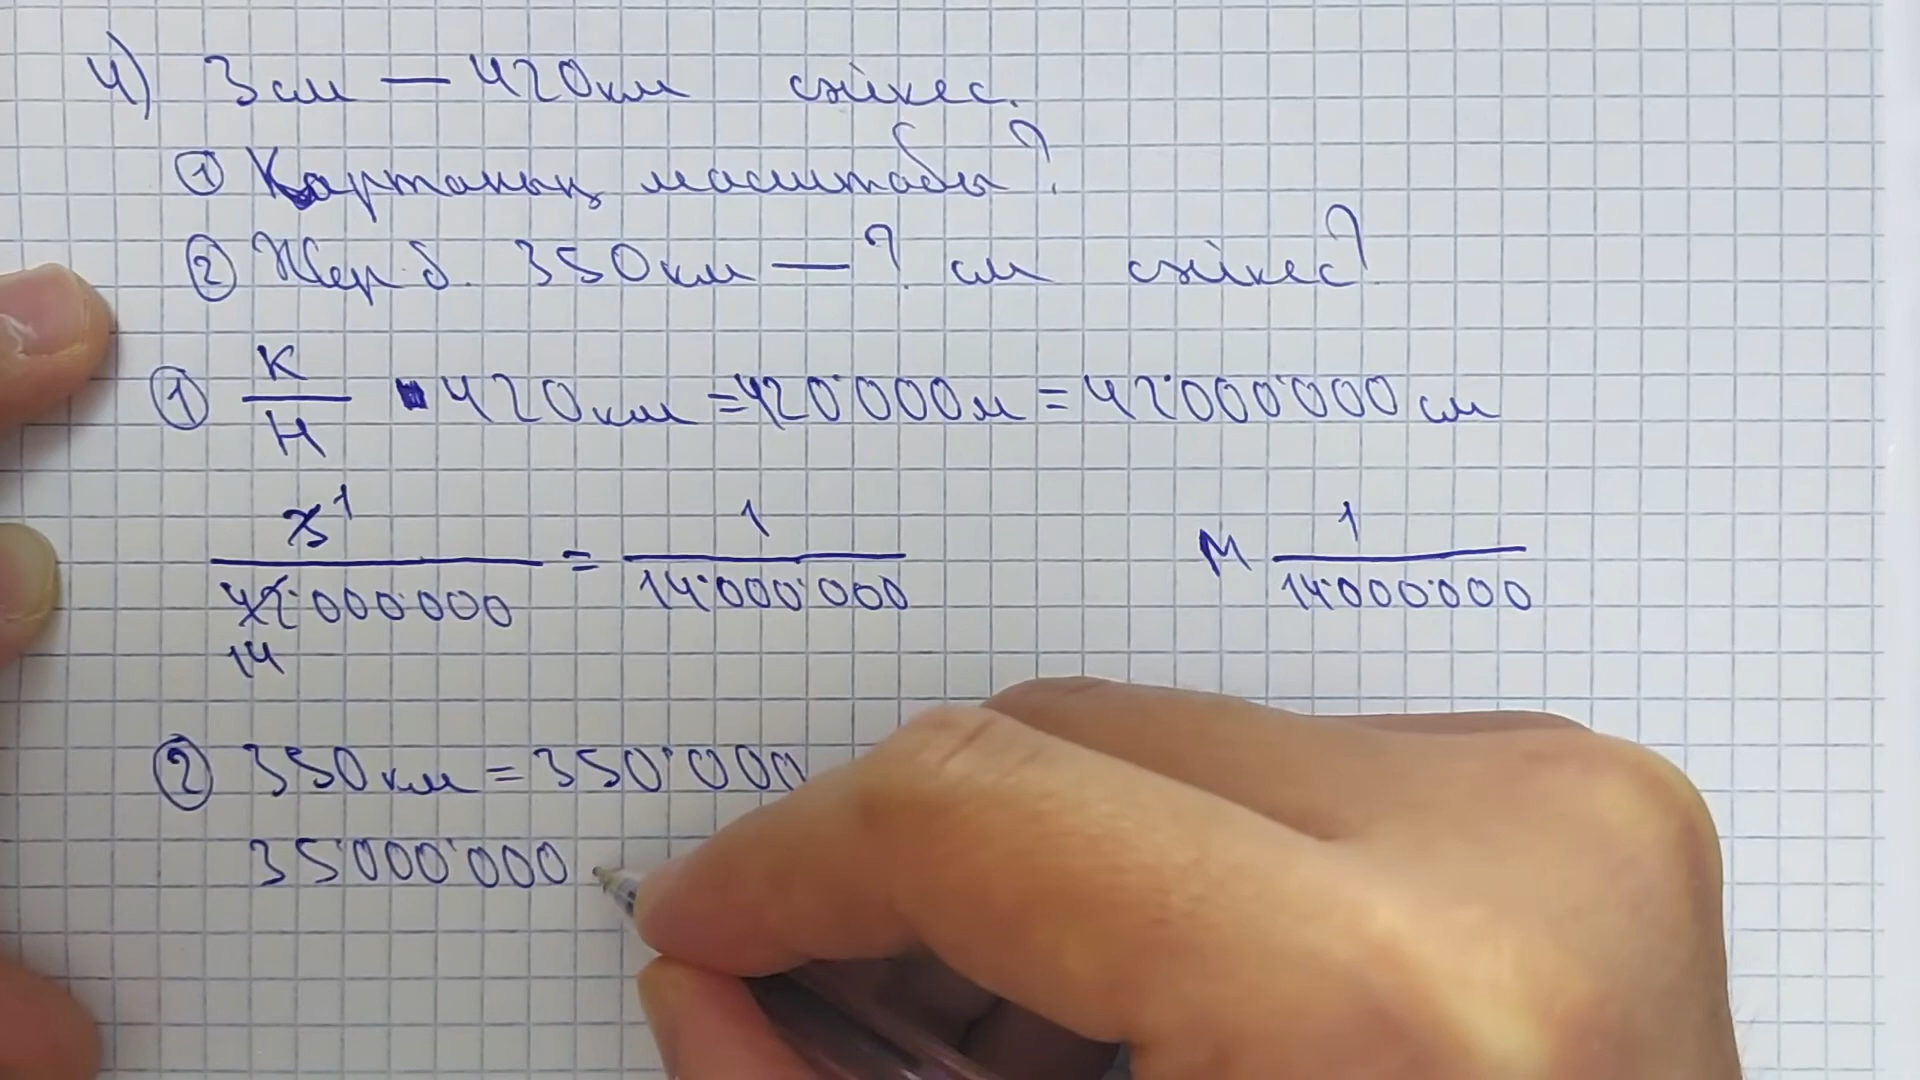 4) 3 см — 420 км сәйкес.
① Картаның масштабы?
② Жер б. 350 км — ? см сәйкес?
① К/Н 420 км = 420'000 м = 42'000'000 см
3 1 / 42'000'000 14 = 1 / 14'000'000 М 1 / 14'000'000
② 350 км = 350'000
35'000'000